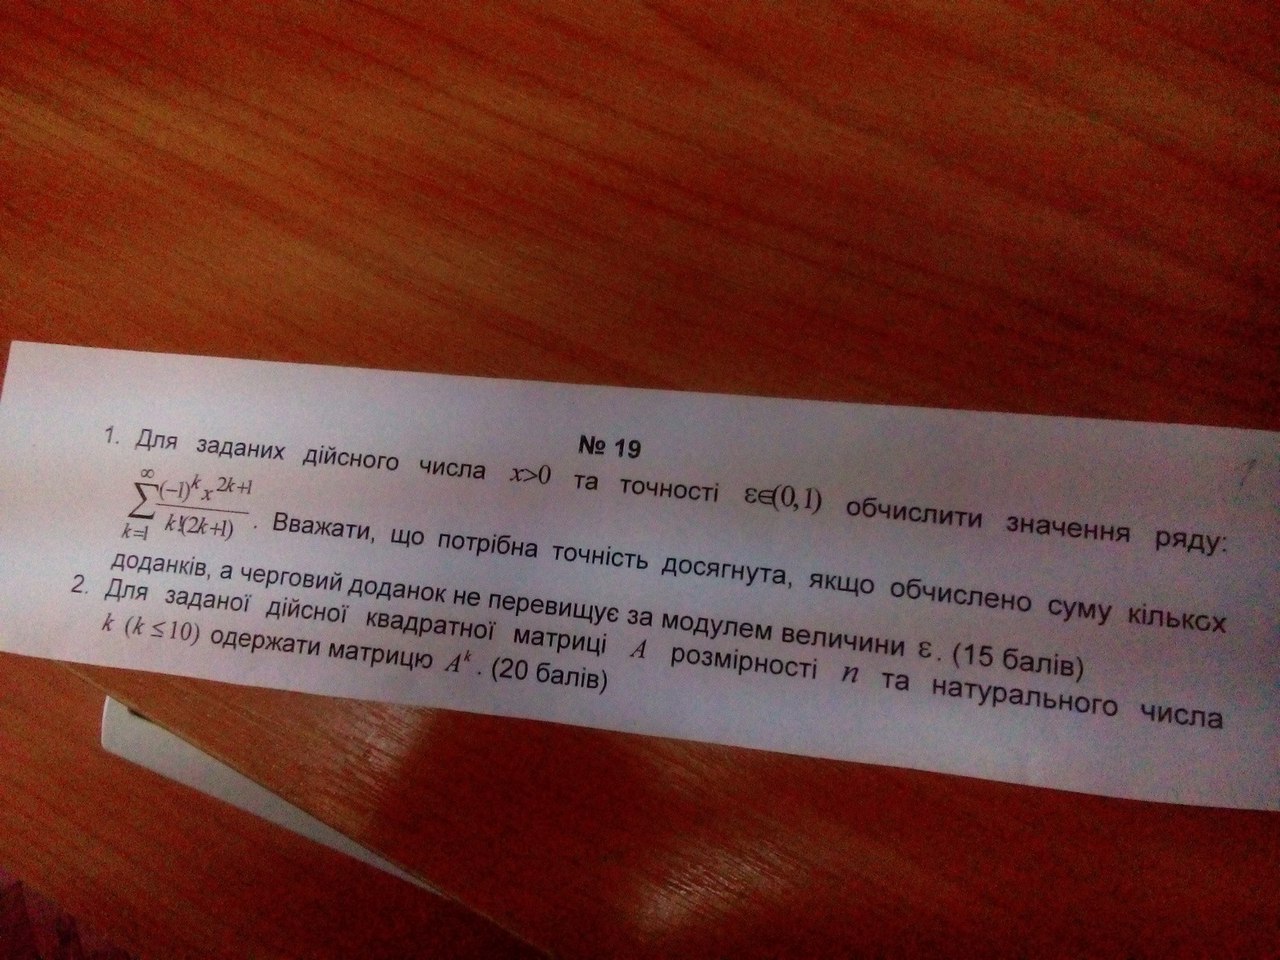 № 19
1. Для заданих дійсного числа x>0 та точності ε∈(0,1) обчислити значення ряду:
∑_{k=1}^{∞} (-1)^k x^{2k+1} / k!(2k+1) . Вважати, що потрібна точність досягнута, якщо обчислено суму кількох
доданків, а черговий доданок не перевищує за модулем величини ε. (15 балів)
2. Для заданої дійсної квадратної матриці A розмірності n та натурального числа
k (k ≤10) одержати матрицю A^k . (20 балів)